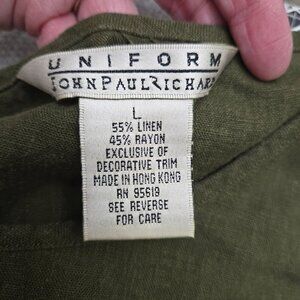 UNIFORM
JOHN PAUL RICHARD
L
55% LINEN
45% RAYON
EXCLUSIVE OF
DECORATIVE TRIM
MADE IN HONG KONG
RN 95619
SEE REVERSE
FOR CARE